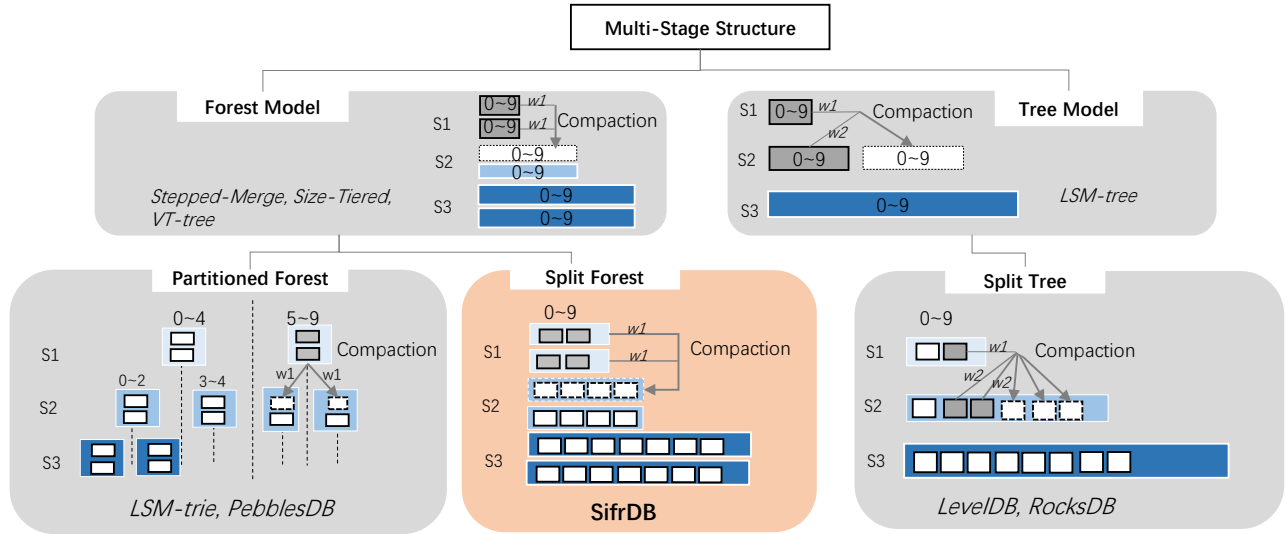 Multi-Stage Structure
Forest Model
S1
0~9
w1
0~9
w1
Compaction
S2
0~9
0~9
S3
0~9
0~9
Stepped-Merge, Size-Tiered,
VT-tree
Tree Model
S1
0~9
w1
Compaction
w2
S2
0~9
0~9
S3
0~9
LSM-tree
Partitioned Forest
0~4
5~9
S1
Compaction
0~2
3~4
w1
w1
S2
S3
LSM-trie, PebblesDB
Split Forest
0~9
w1
S1
w1
Compaction
S2
S3
SifrDB
Split Tree
0~9
S1
w1
Compaction
w2
w2
S2
S3
LevelDB, RocksDB